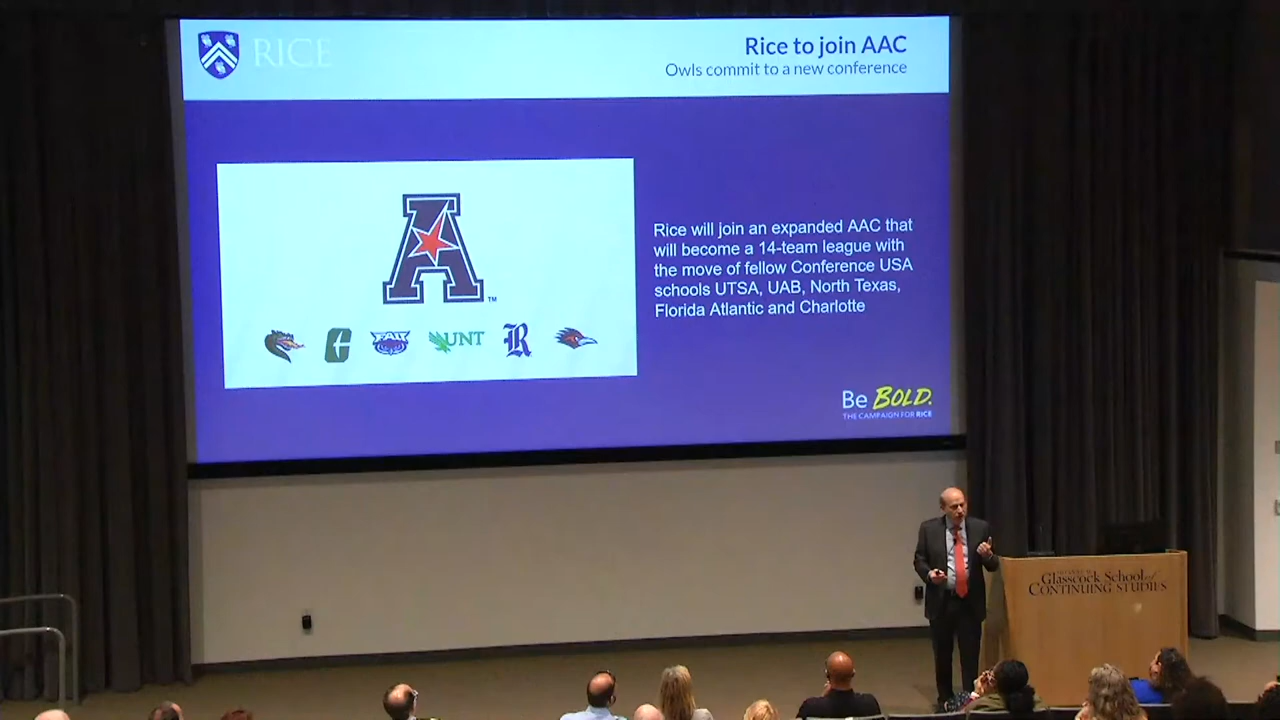 RICE
Rice to join AAC
Owls commit to a new conference
A
TM
C
FAU
UNT
R
Rice will join an expanded AAC that
will become a 14-team league with
the move of fellow Conference USA
schools UTSA, UAB, North Texas,
Florida Atlantic and Charlotte
Be BOLD.
THE CAMPAIGN FOR RICE
Glasscock School of
CONTINUING STUDIES